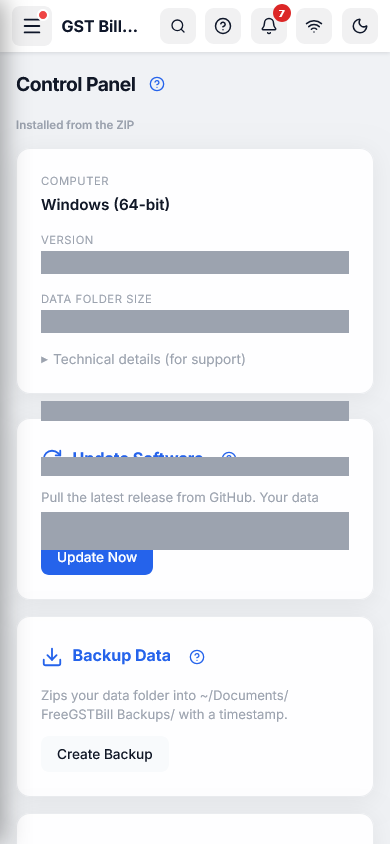 GST Bill...
7
Control Panel
Installed from the ZIP
COMPUTER
Windows (64-bit)
VERSION
DATA FOLDER SIZE
▸ Technical details (for support)
Update Software
Pull the latest release from GitHub. Your data
Update Now
Backup Data
Zips your data folder into ~/Documents/
FreeGSTBill Backups/ with a timestamp.
Create Backup